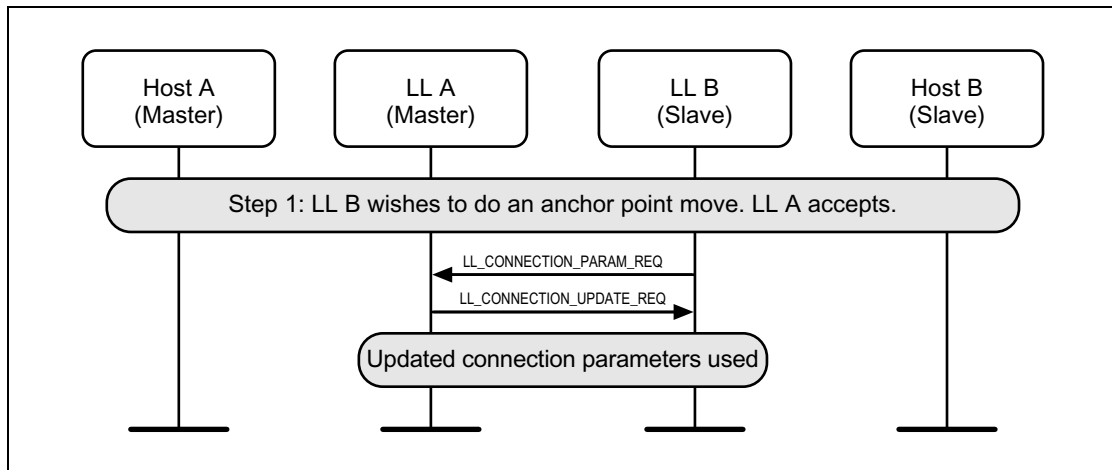 Host A
(Master)
LL A
(Master)
LL B
(Slave)
Host B
(Slave)
Step 1: LL B wishes to do an anchor point move. LL A accepts.
LL_CONNECTION_PARAM_REQ
LL_CONNECTION_UPDATE_REQ
Updated connection parameters used